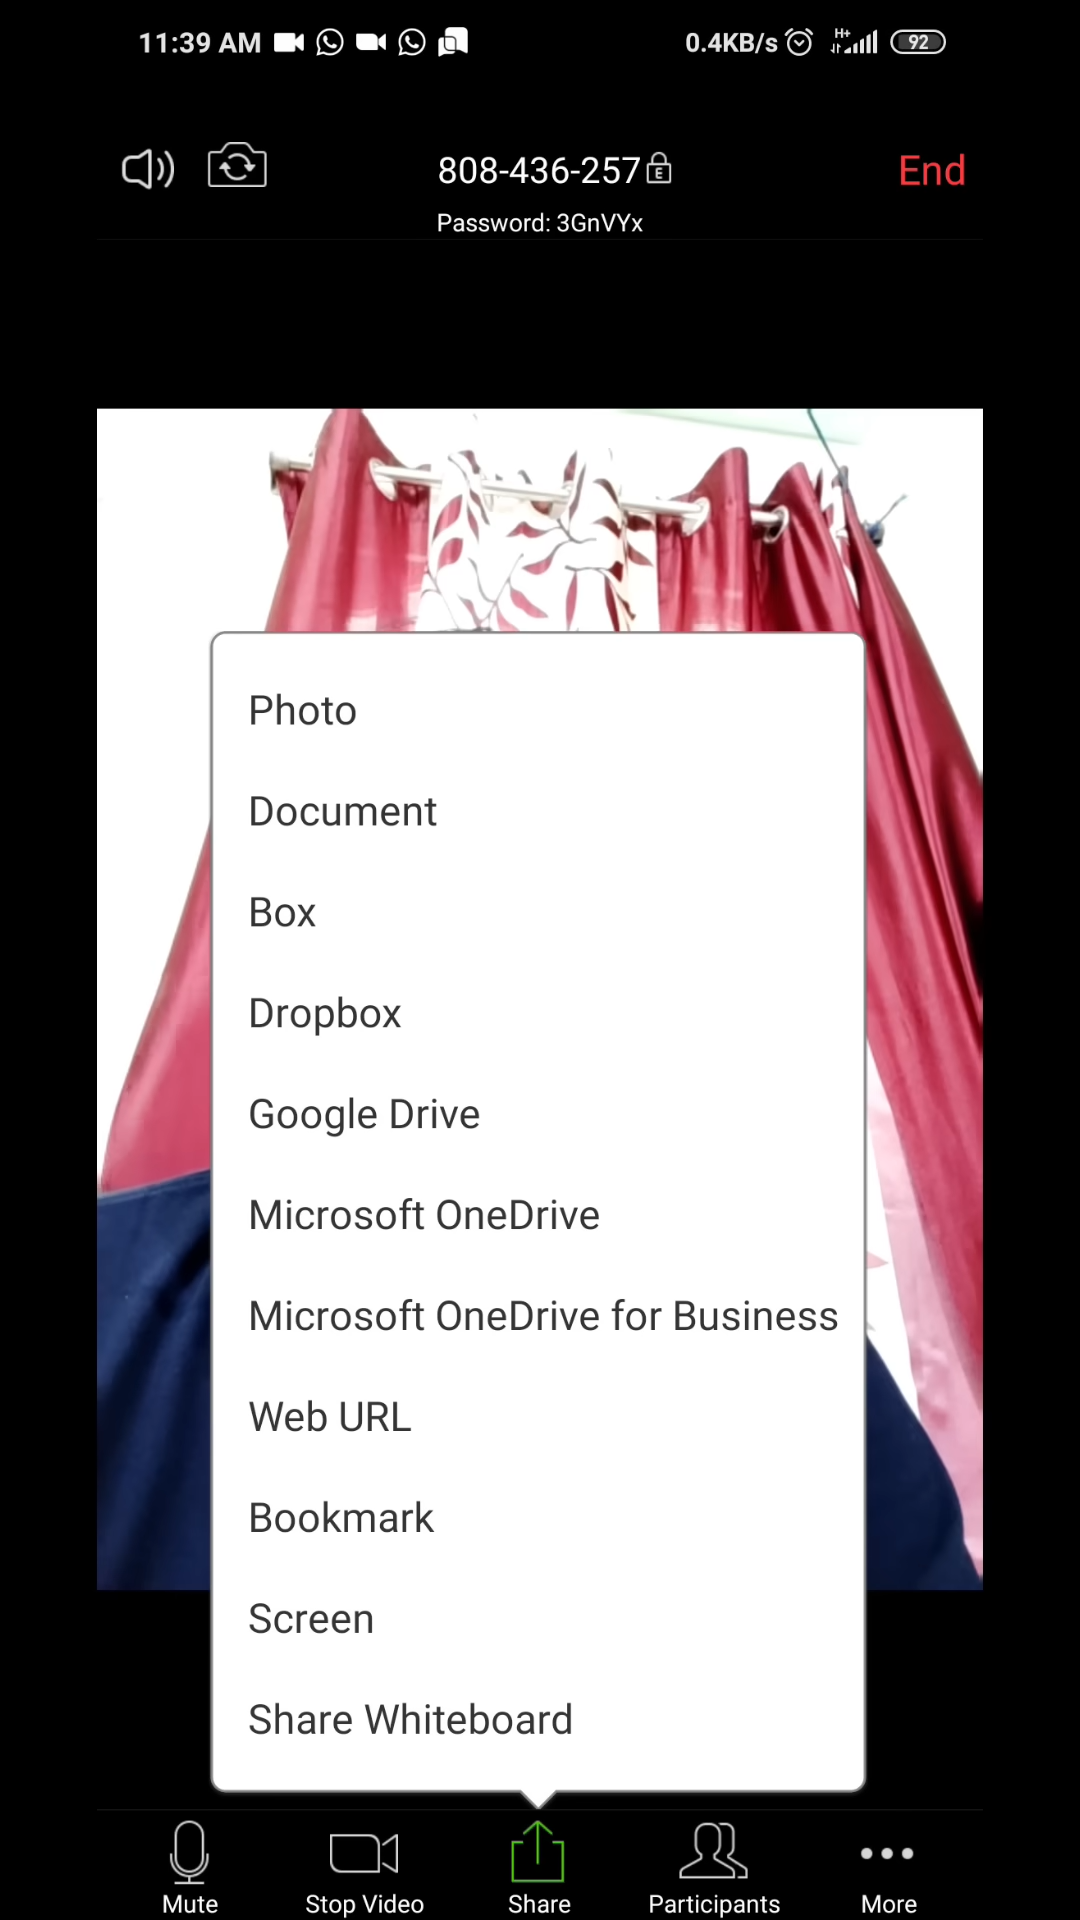 11:39 AM 0.4KB/s H+ 92
808-436-257 E End
Password: 3GnVYx
Photo
Document
Box
Dropbox
Google Drive
Microsoft OneDrive
Microsoft OneDrive for Business
Web URL
Bookmark
Screen
Share Whiteboard
Mute Stop Video Share Participants More